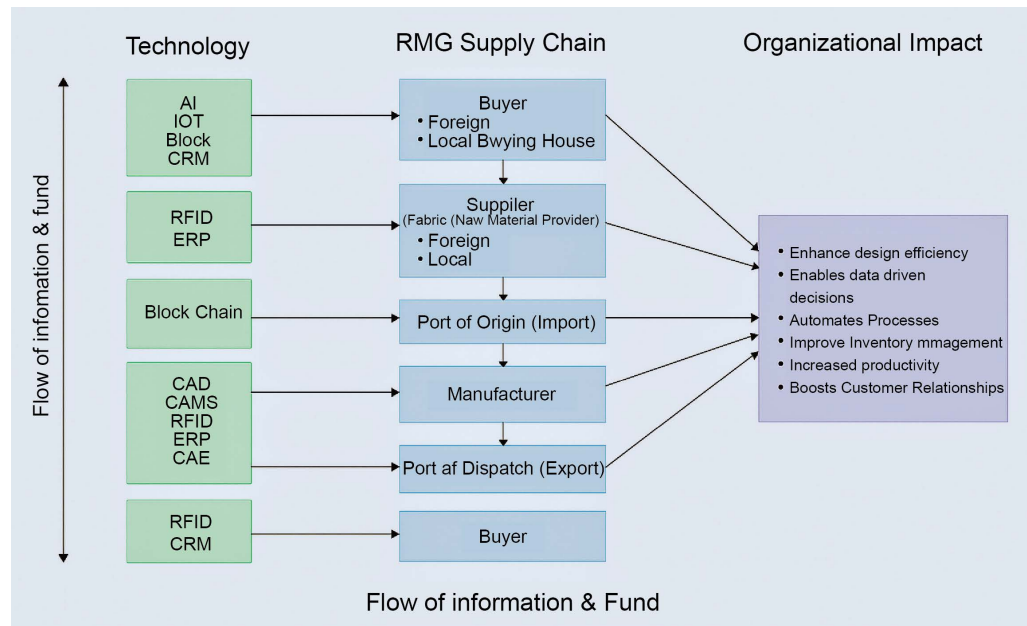 Technology
RMG Supply Chain
Organizational Impact
Flow of infomation & fund
AI
IOT
Block
CRM
RFID
ERP
Block Chain
CAD
CAMS
RFID
ERP
CAE
RFID
CRM
Buyer
• Foreign
• Local Bwying House
Suppiler
(Fabric (Naw Material Provider)
• Foreign
• Local
Port of Origin (Import)
Manufacturer
Port af Dispatch (Export)
Buyer
• Enhance design efficiency
• Enables data driven
decisions
• Automates Processes
• Improve Inventory mmagement
• Increased productivity
• Boosts Customer Relationships
Flow of information & Fund